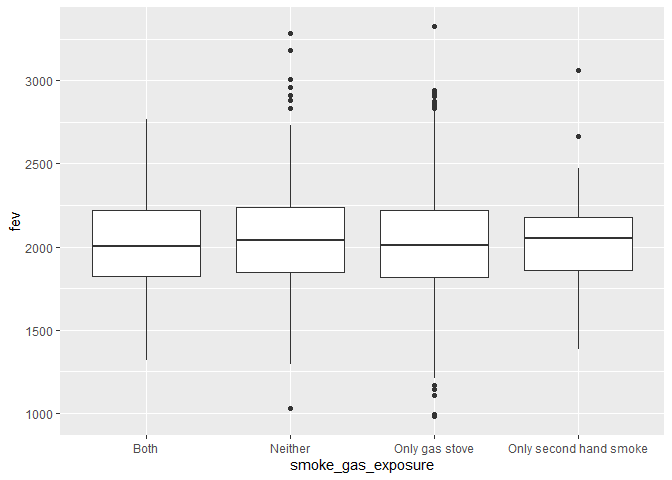 fev
3000
2500
2000
1500
1000
Both Neither Only gas stove Only second hand smoke
smoke_gas_exposure